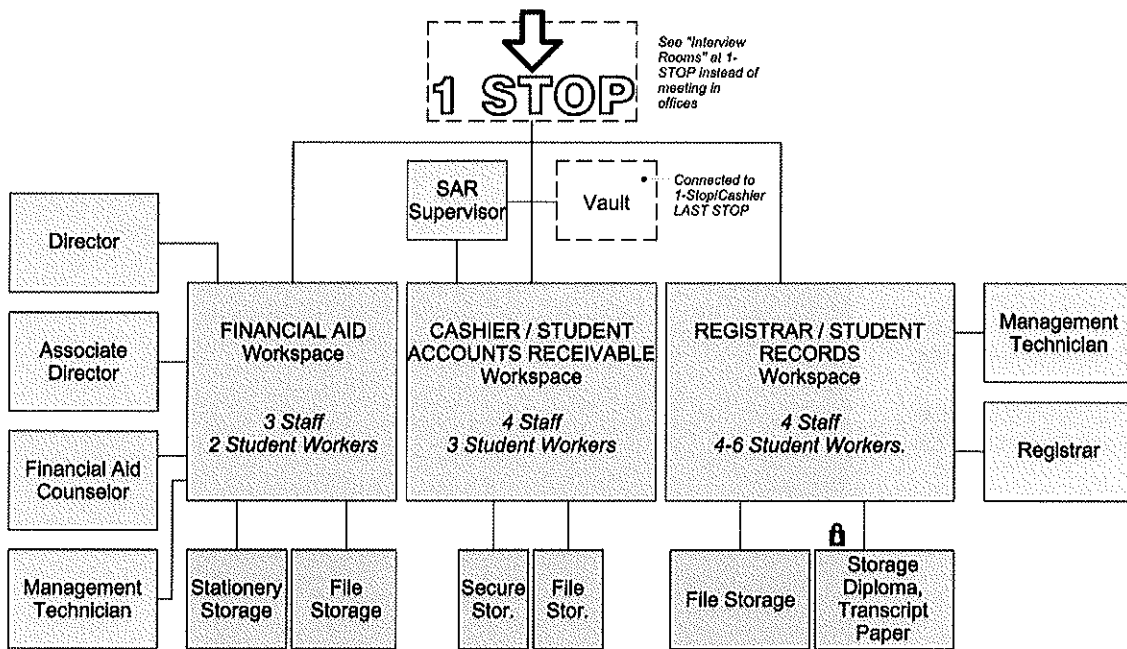 1 STOP
See "Interview
Rooms" at 1-
STOP instead of
meeting in
offices
SAR
Supervisor
Vault
Connected to
1-Stop/Cashier
LAST STOP
Director
Associate
Director
Financial Aid
Counselor
Management
Technician
FINANCIAL AID
Workspace
3 Staff
2 Student Workers
CASHIER / STUDENT
ACCOUNTS RECEIVABLE
Workspace
4 Staff
3 Student Workers
REGISTRAR / STUDENT
RECORDS
Workspace
4 Staff
4-6 Student Workers.
Management
Technician
Registrar
Stationery
Storage
File
Storage
Secure
Stor.
File
Stor.
File Storage
Storage
Diploma,
Transcript
Paper